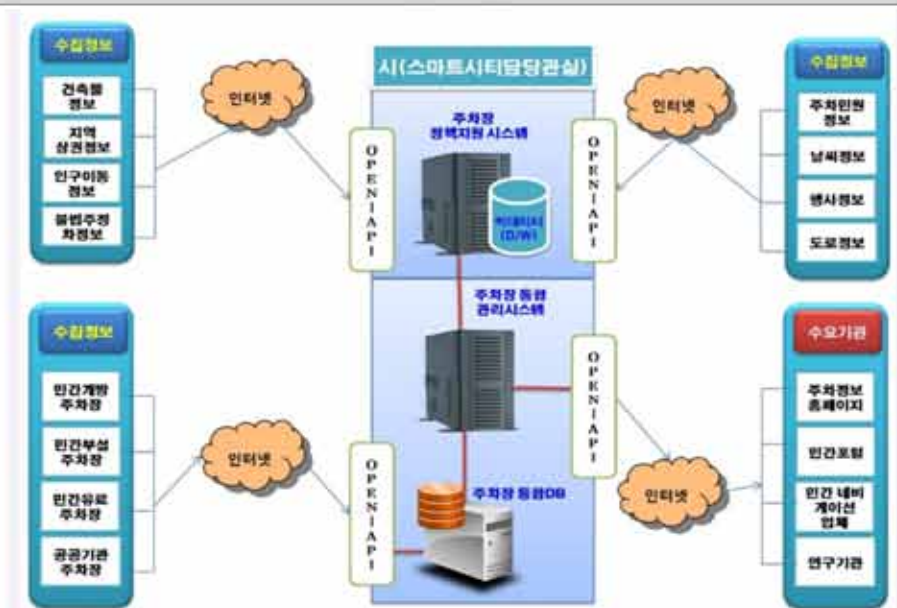 수집정보
건축물
정보
지역
상권정보
인구이동
정보
불법주정
차정보
인터넷
OPEN API
시(스마트시티담당관실)
주차장
정책지원 시스템
빅데이터
(D/W)
OPEN API
인터넷
수집정보
주차민원
정보
날씨정보
행사정보
도로정보
수집정보
민간개방
주차장
민간부설
주차장
민간유료
주차장
공공기관
주차장
인터넷
OPEN API
주차장 통합
관리시스템
주차장 통합DB
OPEN API
인터넷
수요기관
주차정보
홈페이지
민간포털
민간 네비
게이션
업체
연구기관